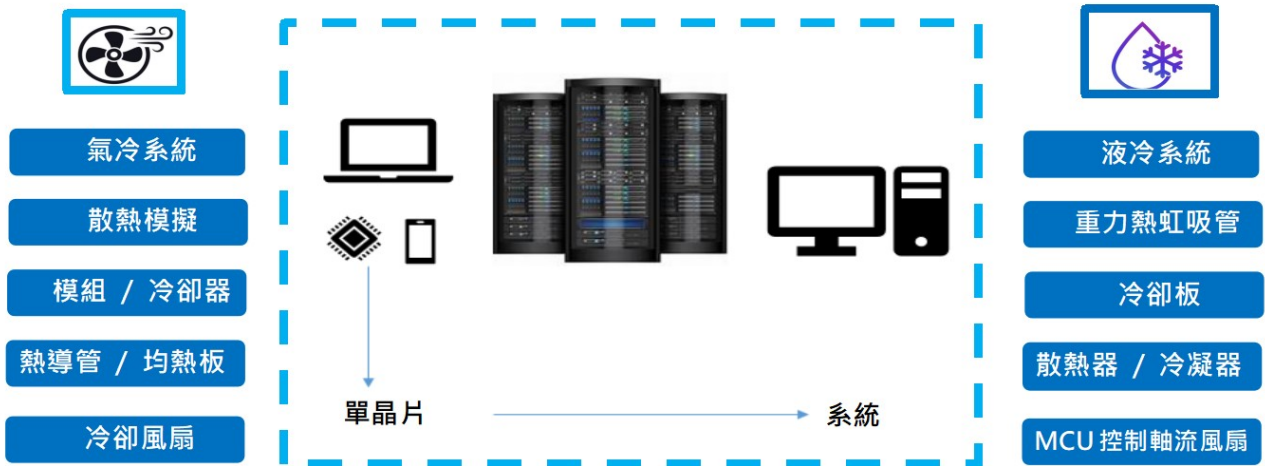 氣冷系統
散熱模擬
模組 / 冷卻器
熱導管 / 均熱板
冷卻風扇
單晶片
系統
液冷系統
重力熱虹吸管
冷卻板
散熱器 / 冷凝器
MCU 控制軸流風扇